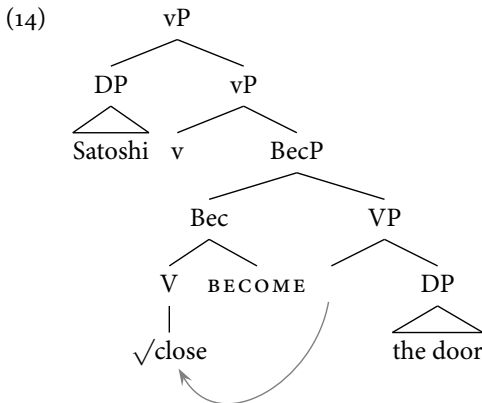 (14) vP
DP vP
Satoshi v BecP
Bec VP
V BECOME DP
√close the door